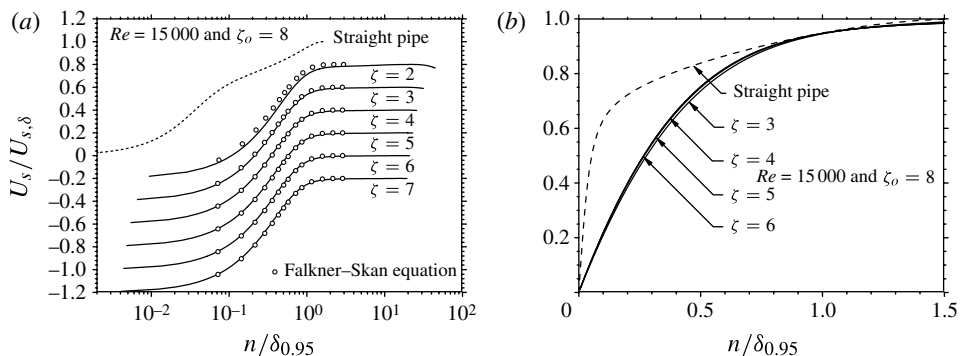 (a)
1.2
1.0
0.8
0.6
0.4
0.2
0
−0.2
−0.4
−0.6
−0.8
−1.0
−1.2
U_s/U_{s,δ}
Re = 15 000 and ζ_o = 8
Straight pipe
ζ = 2
ζ = 3
ζ = 4
ζ = 5
ζ = 6
ζ = 7
Falkner–Skan equation
10^{−2} 10^{−1} 10^0 10^1 10^2
n/δ_{0.95}
(b)
1.0
0.8
0.6
0.4
0.2
Straight pipe
ζ = 3
ζ = 4
Re = 15 000 and ζ_o = 8
ζ = 5
ζ = 6
0 0.5 1.0 1.5
n/δ_{0.95}